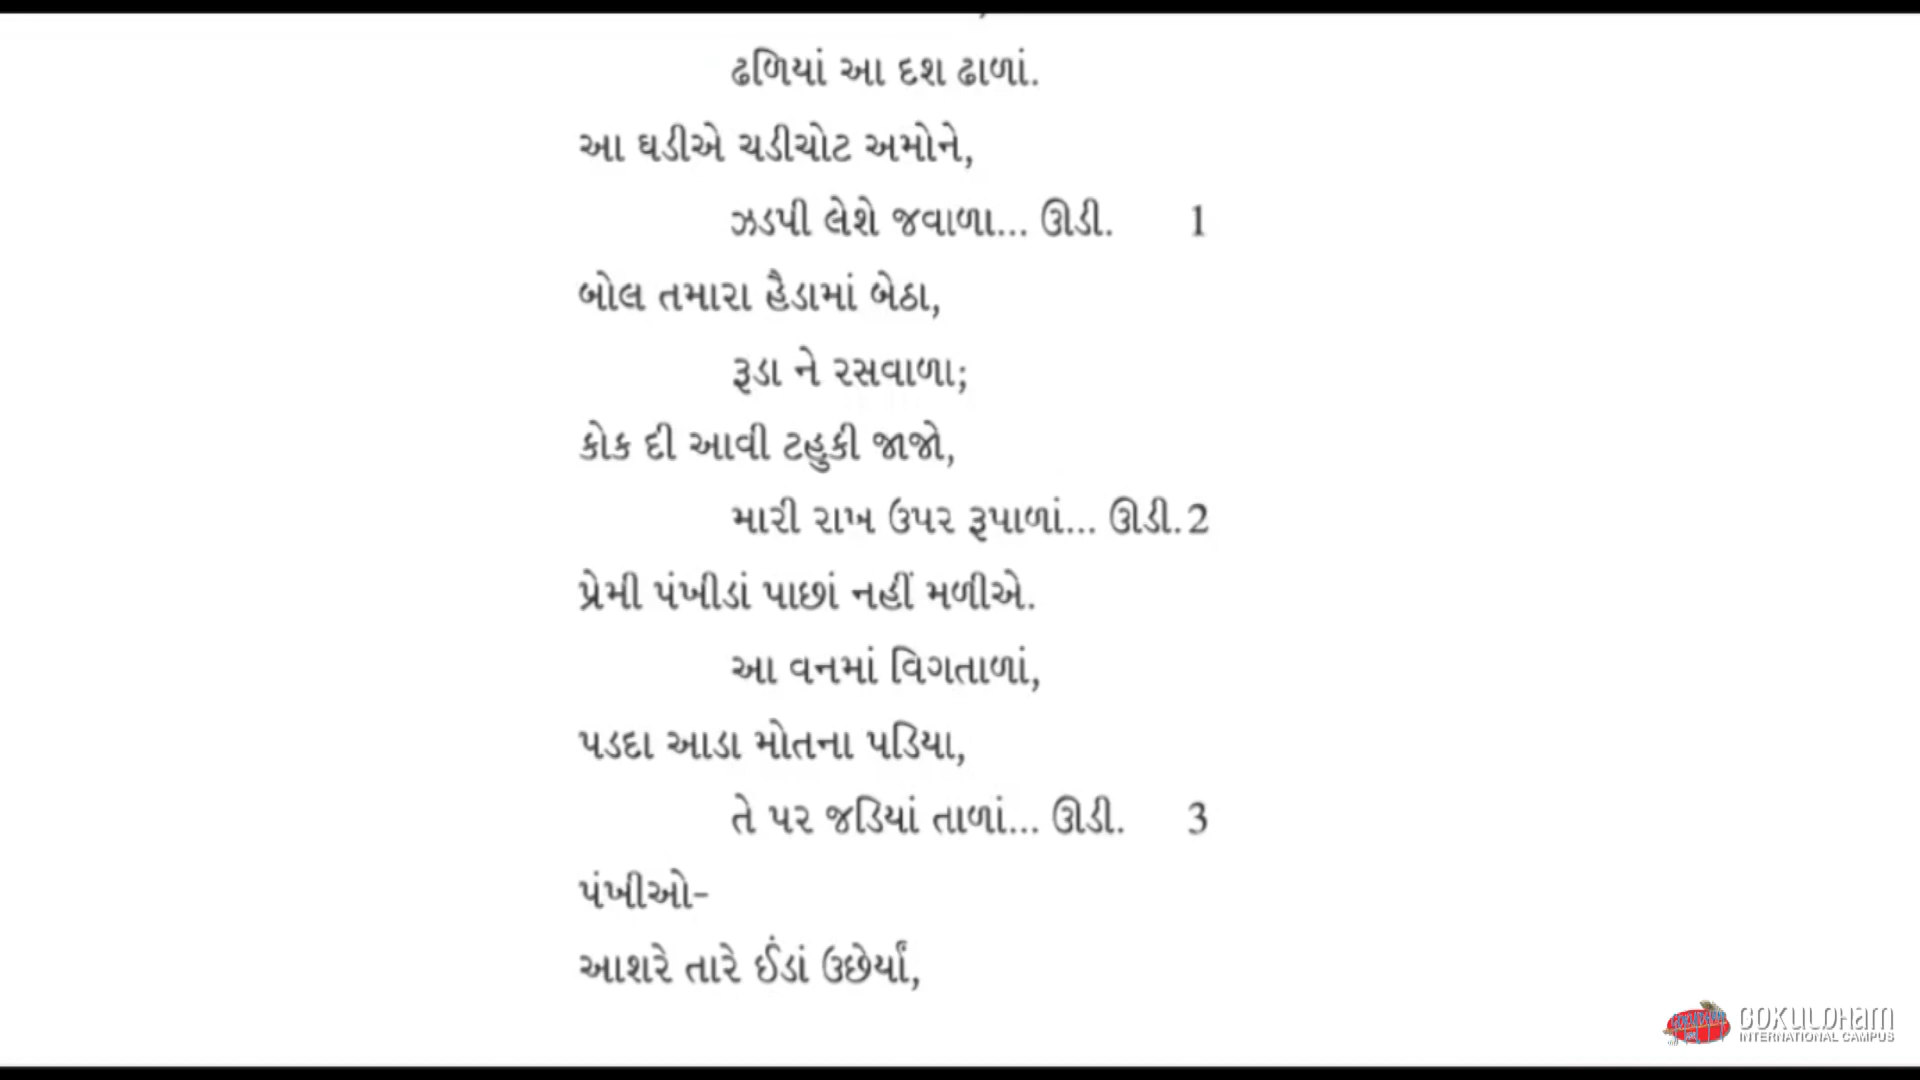 ઢળિયાં આ દશ ઢાળાં.
આ ઘડીએ ચડીચોટ અમોને,
ઝડપી લેશે જવાળા... ઊડી. 1
બોલ તમારા હૈડામાં બેઠા,
રૂડા ને રસવાળા;
કોક દી આવી ટહુકી જાજો,
મારી રાખ ઉપર રૂપાળાં... ઊડી. 2
પ્રેમી પંખીડાં પાછાં નહીં મળીએ.
આ વનમાં વિગતાળાં,
પડદા આડા મોતના પડિયા,
તે પર જડિયાં તાળાં... ઊડી. 3
પંખીઓ-
આશરે તારે ઈંડાં ઉછેર્યાં,
GOKULDHAM
INTERNATIONAL CAMPUS